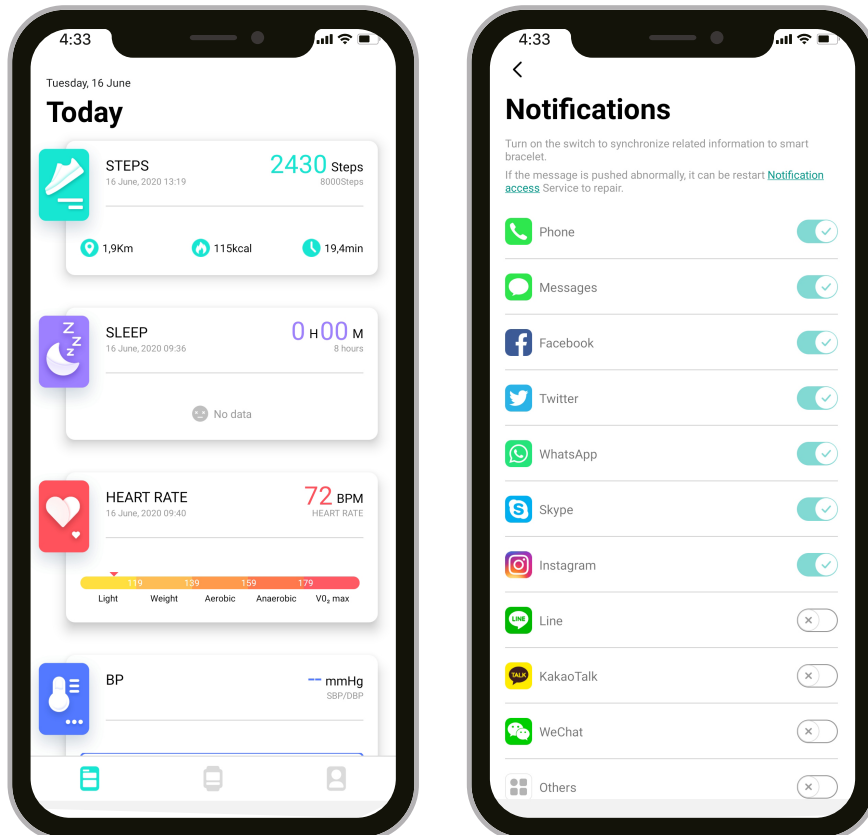 4:33
Tuesday, 16 June
Today
STEPS
16 June, 2020 13:19
2430 Steps
8000Steps
1,9Km
115kcal
19,4min
Z
Z
Z
SLEEP
16 June, 2020 09:36
0 H 00 M
8 hours
No data
HEART RATE
16 June, 2020 09:40
72 BPM
HEART RATE
119 139 159 179
Light Weight Aerobic Anaerobic V0₂ max
BP
-- mmHg
SBP/DBP
4:33
Notifications
Turn on the switch to synchronize related information to smart
bracelet.
If the message is pushed abnormally, it can be restart Notification
access Service to repair.
Phone
Messages
Facebook
Twitter
WhatsApp
Skype
Instagram
LINE
Line
TALK
KakaoTalk
WeChat
Others